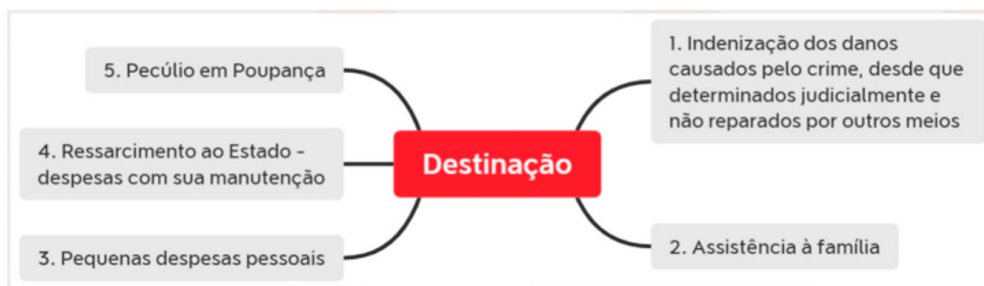 Destinação
1. Indenização dos danos
causados pelo crime, desde que
determinados judicialmente e
não reparados por outros meios
2. Assistência à família
3. Pequenas despesas pessoais
4. Ressarcimento ao Estado -
despesas com sua manutenção
5. Pecúlio em Poupança